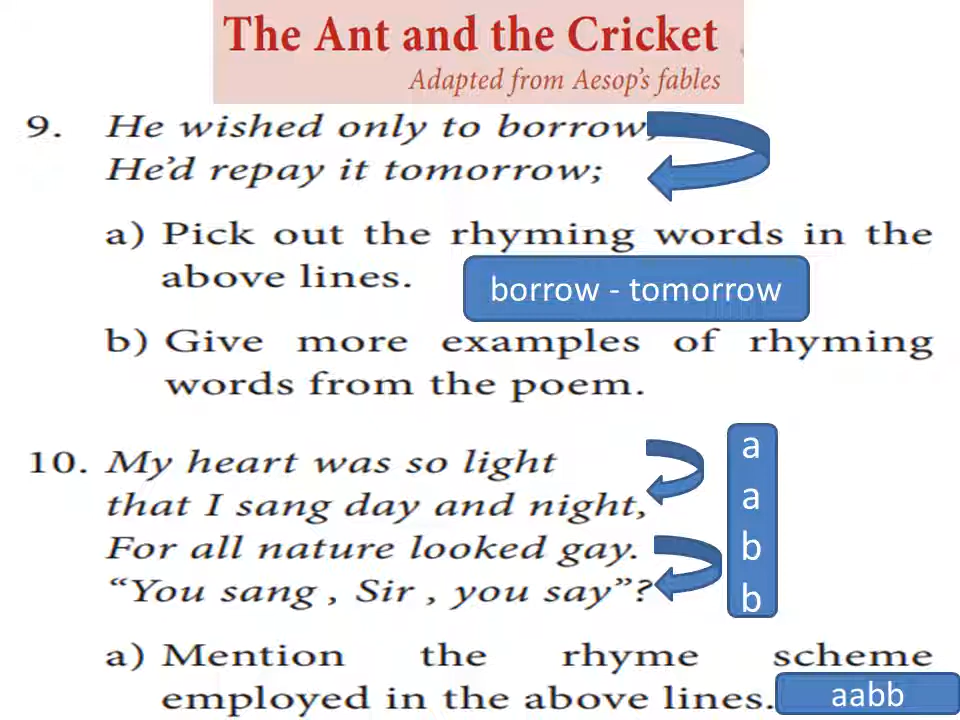 The Ant and the Cricket
Adapted from Aesop's fables
9. He wished only to borrow,
He'd repay it tomorrow;
a) Pick out the rhyming words in the
above lines.
borrow - tomorrow
b) Give more examples of rhyming
words from the poem.
10. My heart was so light
that I sang day and night,
For all nature looked gay.
“You sang , Sir , you say”?
a
a
b
b
a) Mention the rhyme scheme
employed in the above lines.
aabb